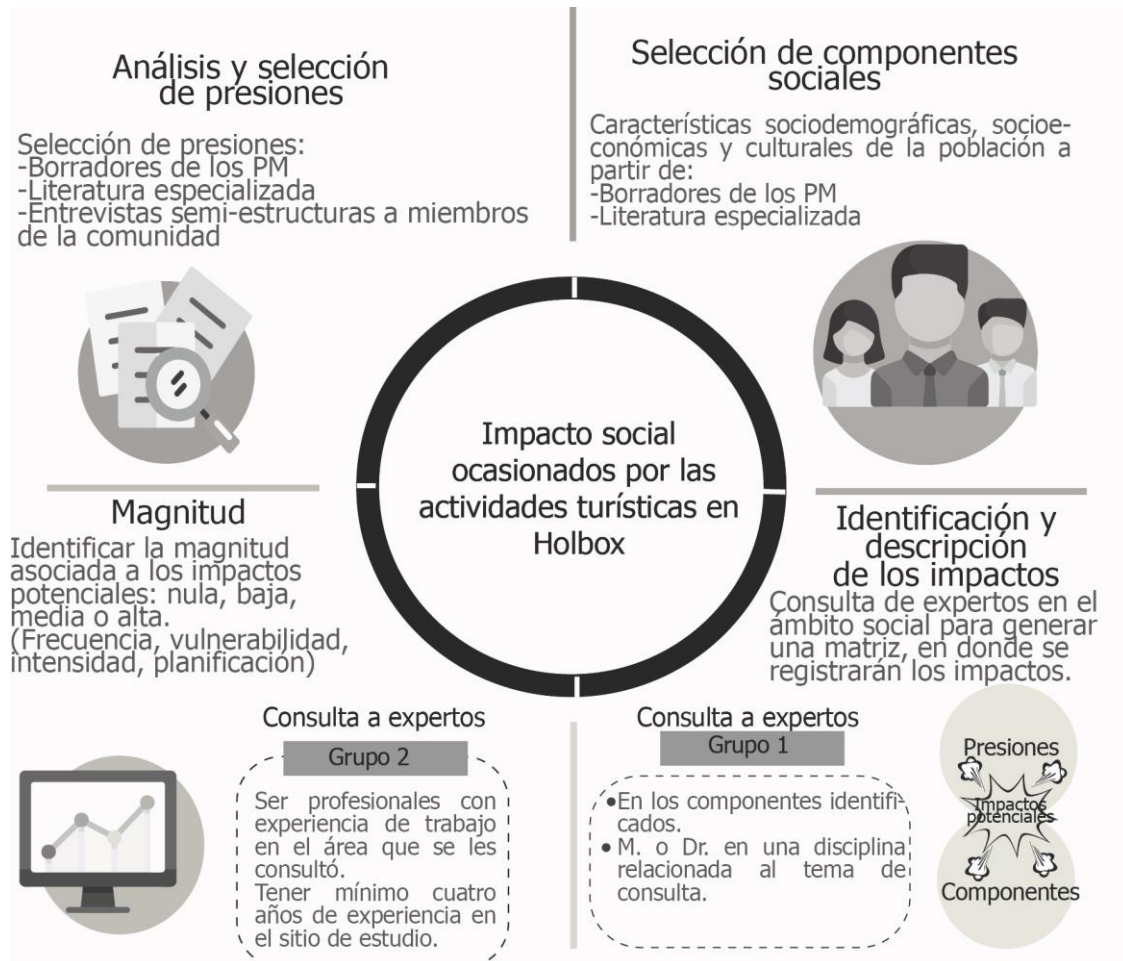 Análisis y selección
de presiones
Selección de presiones:
-Borradores de los PM
-Literatura especializada
-Entrevistas semi-estructuras a miembros
de la comunidad
Selección de componentes
sociales
Características sociodemográficas, socioe-
conómicas y culturales de la población a
partir de:
-Borradores de los PM
-Literatura especializada
Impacto social
ocasionados por las
actividades turísticas en
Holbox
Magnitud
Identificar la magnitud
asociada a los impactos
potenciales: nula, baja,
media o alta.
(Frecuencia, vulnerabilidad,
intensidad, planificación)
Identificación y
descripción
de los impactos
Consulta de expertos en el
ámbito social para generar
una matriz, en donde se
registrarán los impactos.
Consulta a expertos
Grupo 2
Ser profesionales con
experiencia de trabajo
en el área que se les
consultó.
Tener mínimo cuatro
años de experiencia en
el sitio de estudio.
Consulta a expertos
Grupo 1
•En los componentes identifi-
cados.
• M. o Dr. en una disciplina
relacionada al tema de
consulta.
Presiones
Impactos
potenciales
Componentes